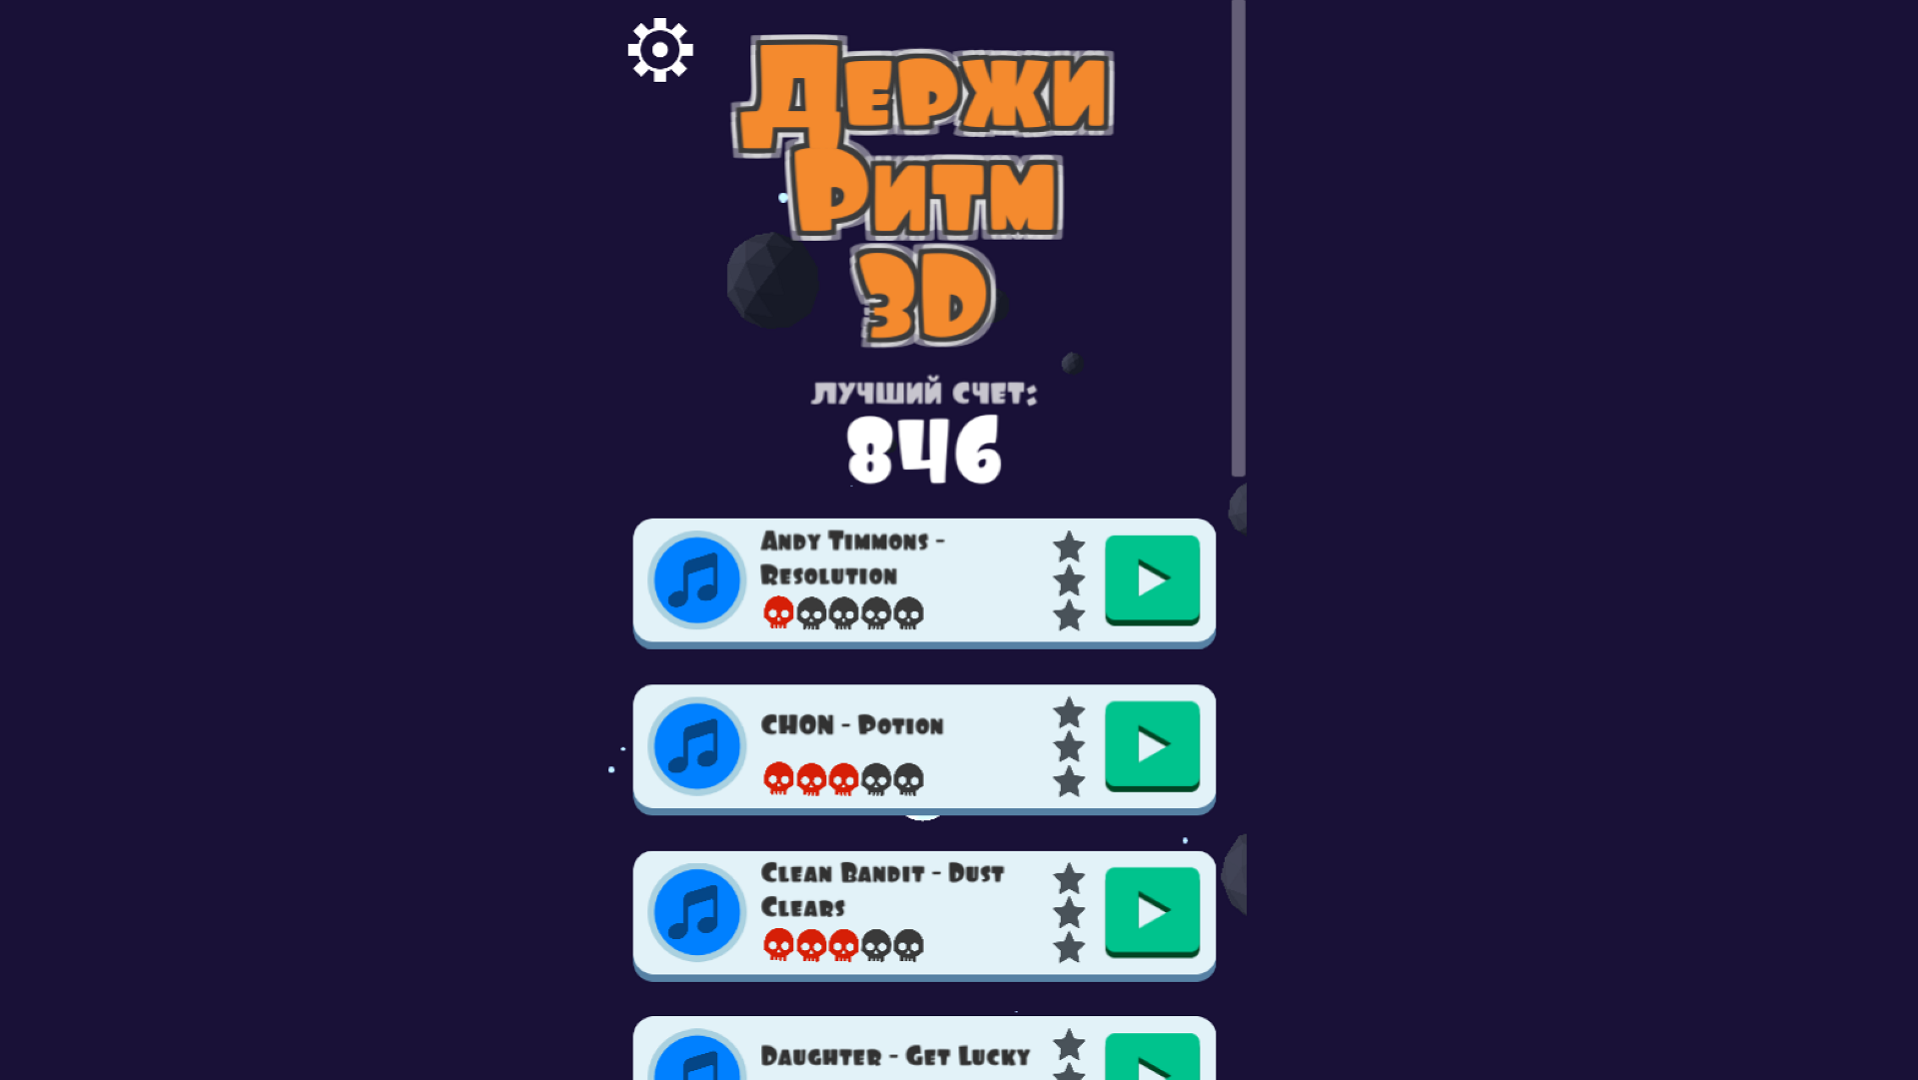 Держи
Ритм
3D
лучший счет:
846
Andy Timmons -
Resolution
CHON - Potion
Clean Bandit - Dust
Clears
Daughter - Get Lucky